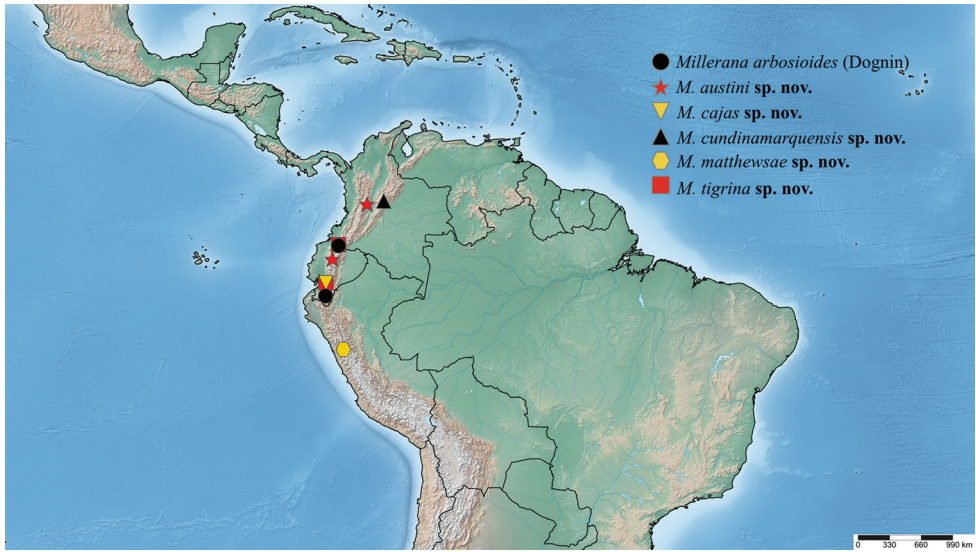 Millerana arbosioides (Dognin)
M. austini sp. nov.
M. cajas sp. nov.
M. cundinamarquensis sp. nov.
M. matthewsae sp. nov.
M. tigrina sp. nov.
0 330 660 990 km